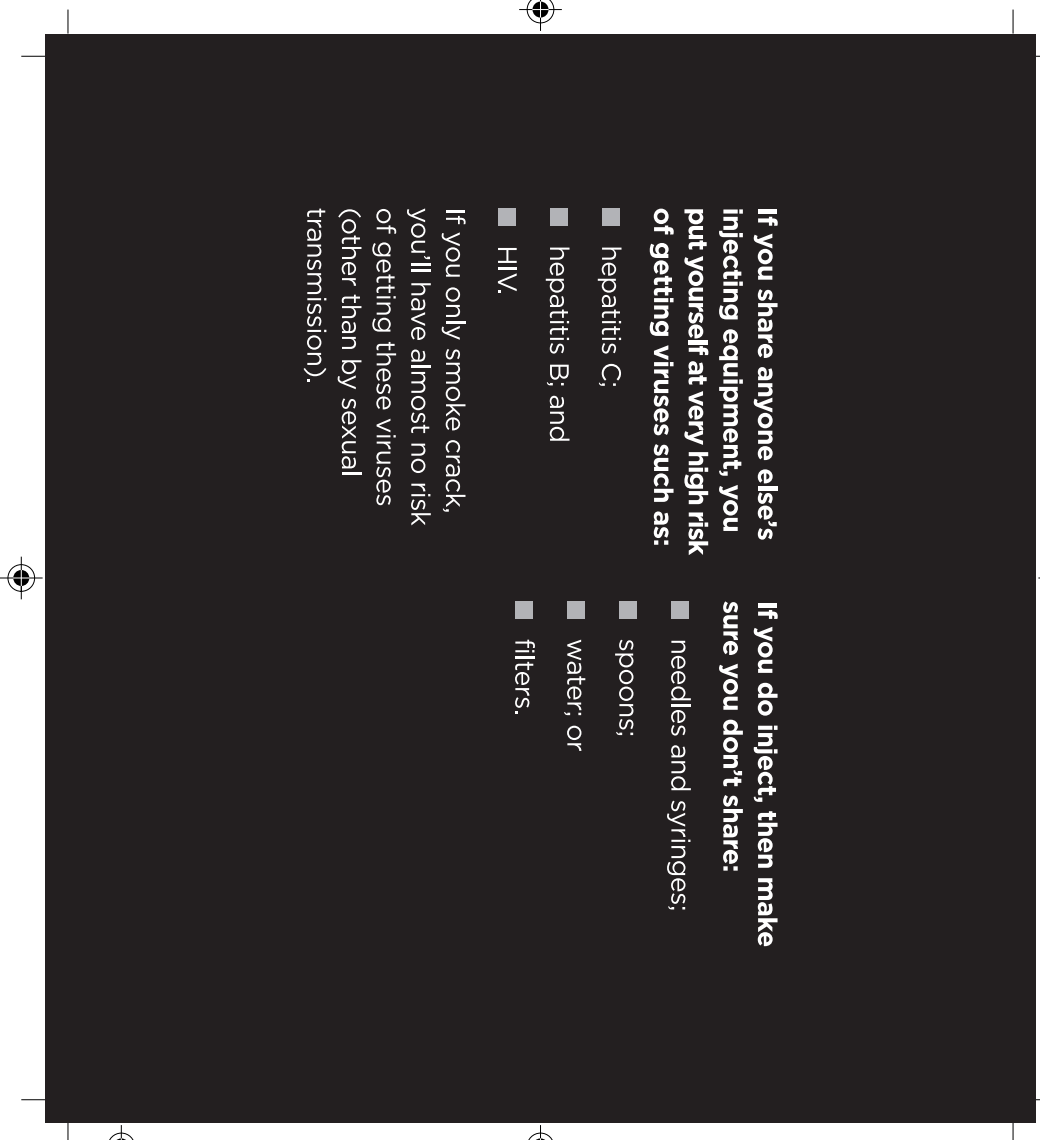 If you share anyone else’s
injecting equipment, you
put yourself at very high risk
of getting viruses such as:
■ hepatitis C;
■ hepatitis B; and
■ HIV.
If you only smoke crack,
you’ll have almost no risk
of getting these viruses
(other than by sexual
transmission).
If you do inject, then make
sure you don’t share:
■ needles and syringes;
■ spoons;
■ water; or
■ filters.